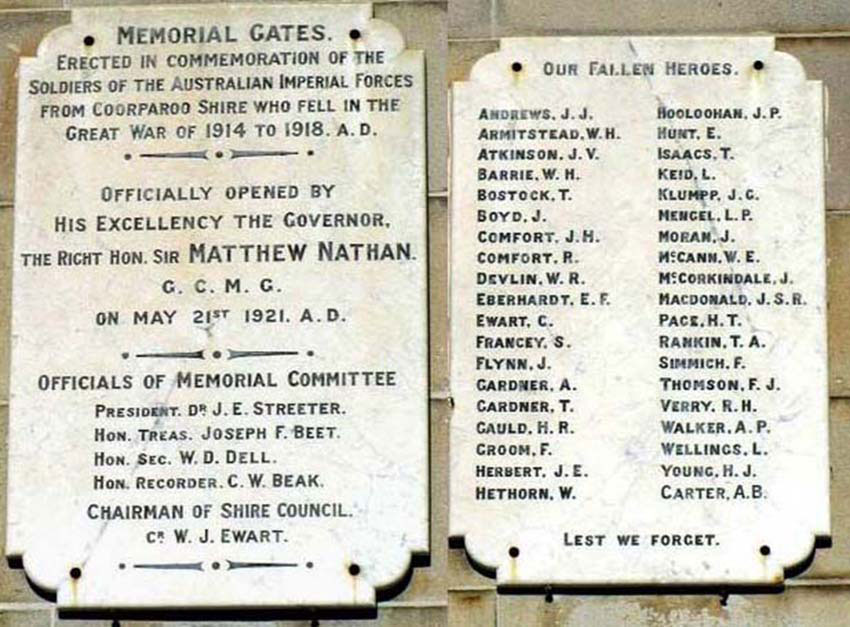 MEMORIAL GATES.
ERECTED IN COMMEMORATION OF THE
SOLDIERS OF THE AUSTRALIAN IMPERIAL FORCES
FROM COORPAROO SHIRE WHO FELL IN THE
GREAT WAR OF 1914 TO 1918. A.D.
OFFICIALLY OPENED BY
HIS EXCELLENCY THE GOVERNOR,
THE RIGHT HON. SIR MATTHEW NATHAN.
G. C. M. G.
ON MAY 21ST 1921. A.D.
OFFICIALS OF MEMORIAL COMMITTEE
PRESIDENT. DR J. E. STREETER.
HON. TREAS. JOSEPH F. BEET.
HON. SEC. W. D. DELL.
HON. RECORDER. C. W. BEAK.
CHAIRMAN OF SHIRE COUNCIL.
CR W. J. EWART.
OUR FALLEN HEROES.
ANDREWS, J. J.
ARMITSTEAD, W. H.
ATKINSON, J. V.
BARRIE, W. H.
BOSTOCK, T.
BOYD, J.
COMFORT, J. H.
COMFORT, R.
DEVLIN, W. R.
EBERHARDT, E. F.
EWART, C.
FRANCEY, S.
FLYNN, J.
GARDNER, A.
GARDNER, T.
GAULD, H. R.
GROOM, F.
HERBERT, J. E.
HETHORN, W.
HOOLOOHAN, J. P.
HUNT, E.
ISAACS, T.
KEID, L.
KLUMPP, J. G.
MENGEL, L. P.
MORAN, J.
MCCANN, W. E.
MCCORKINDALE, J.
MACDONALD, J. S. R.
PAGE, H. T.
RANKIN, T. A.
SIMMICH, F.
THOMSON, F. J.
VERRY, R. H.
WALKER, A. P.
WELLINGS, L.
YOUNG, H. J.
CARTER, A. B.
LEST WE FORGET.